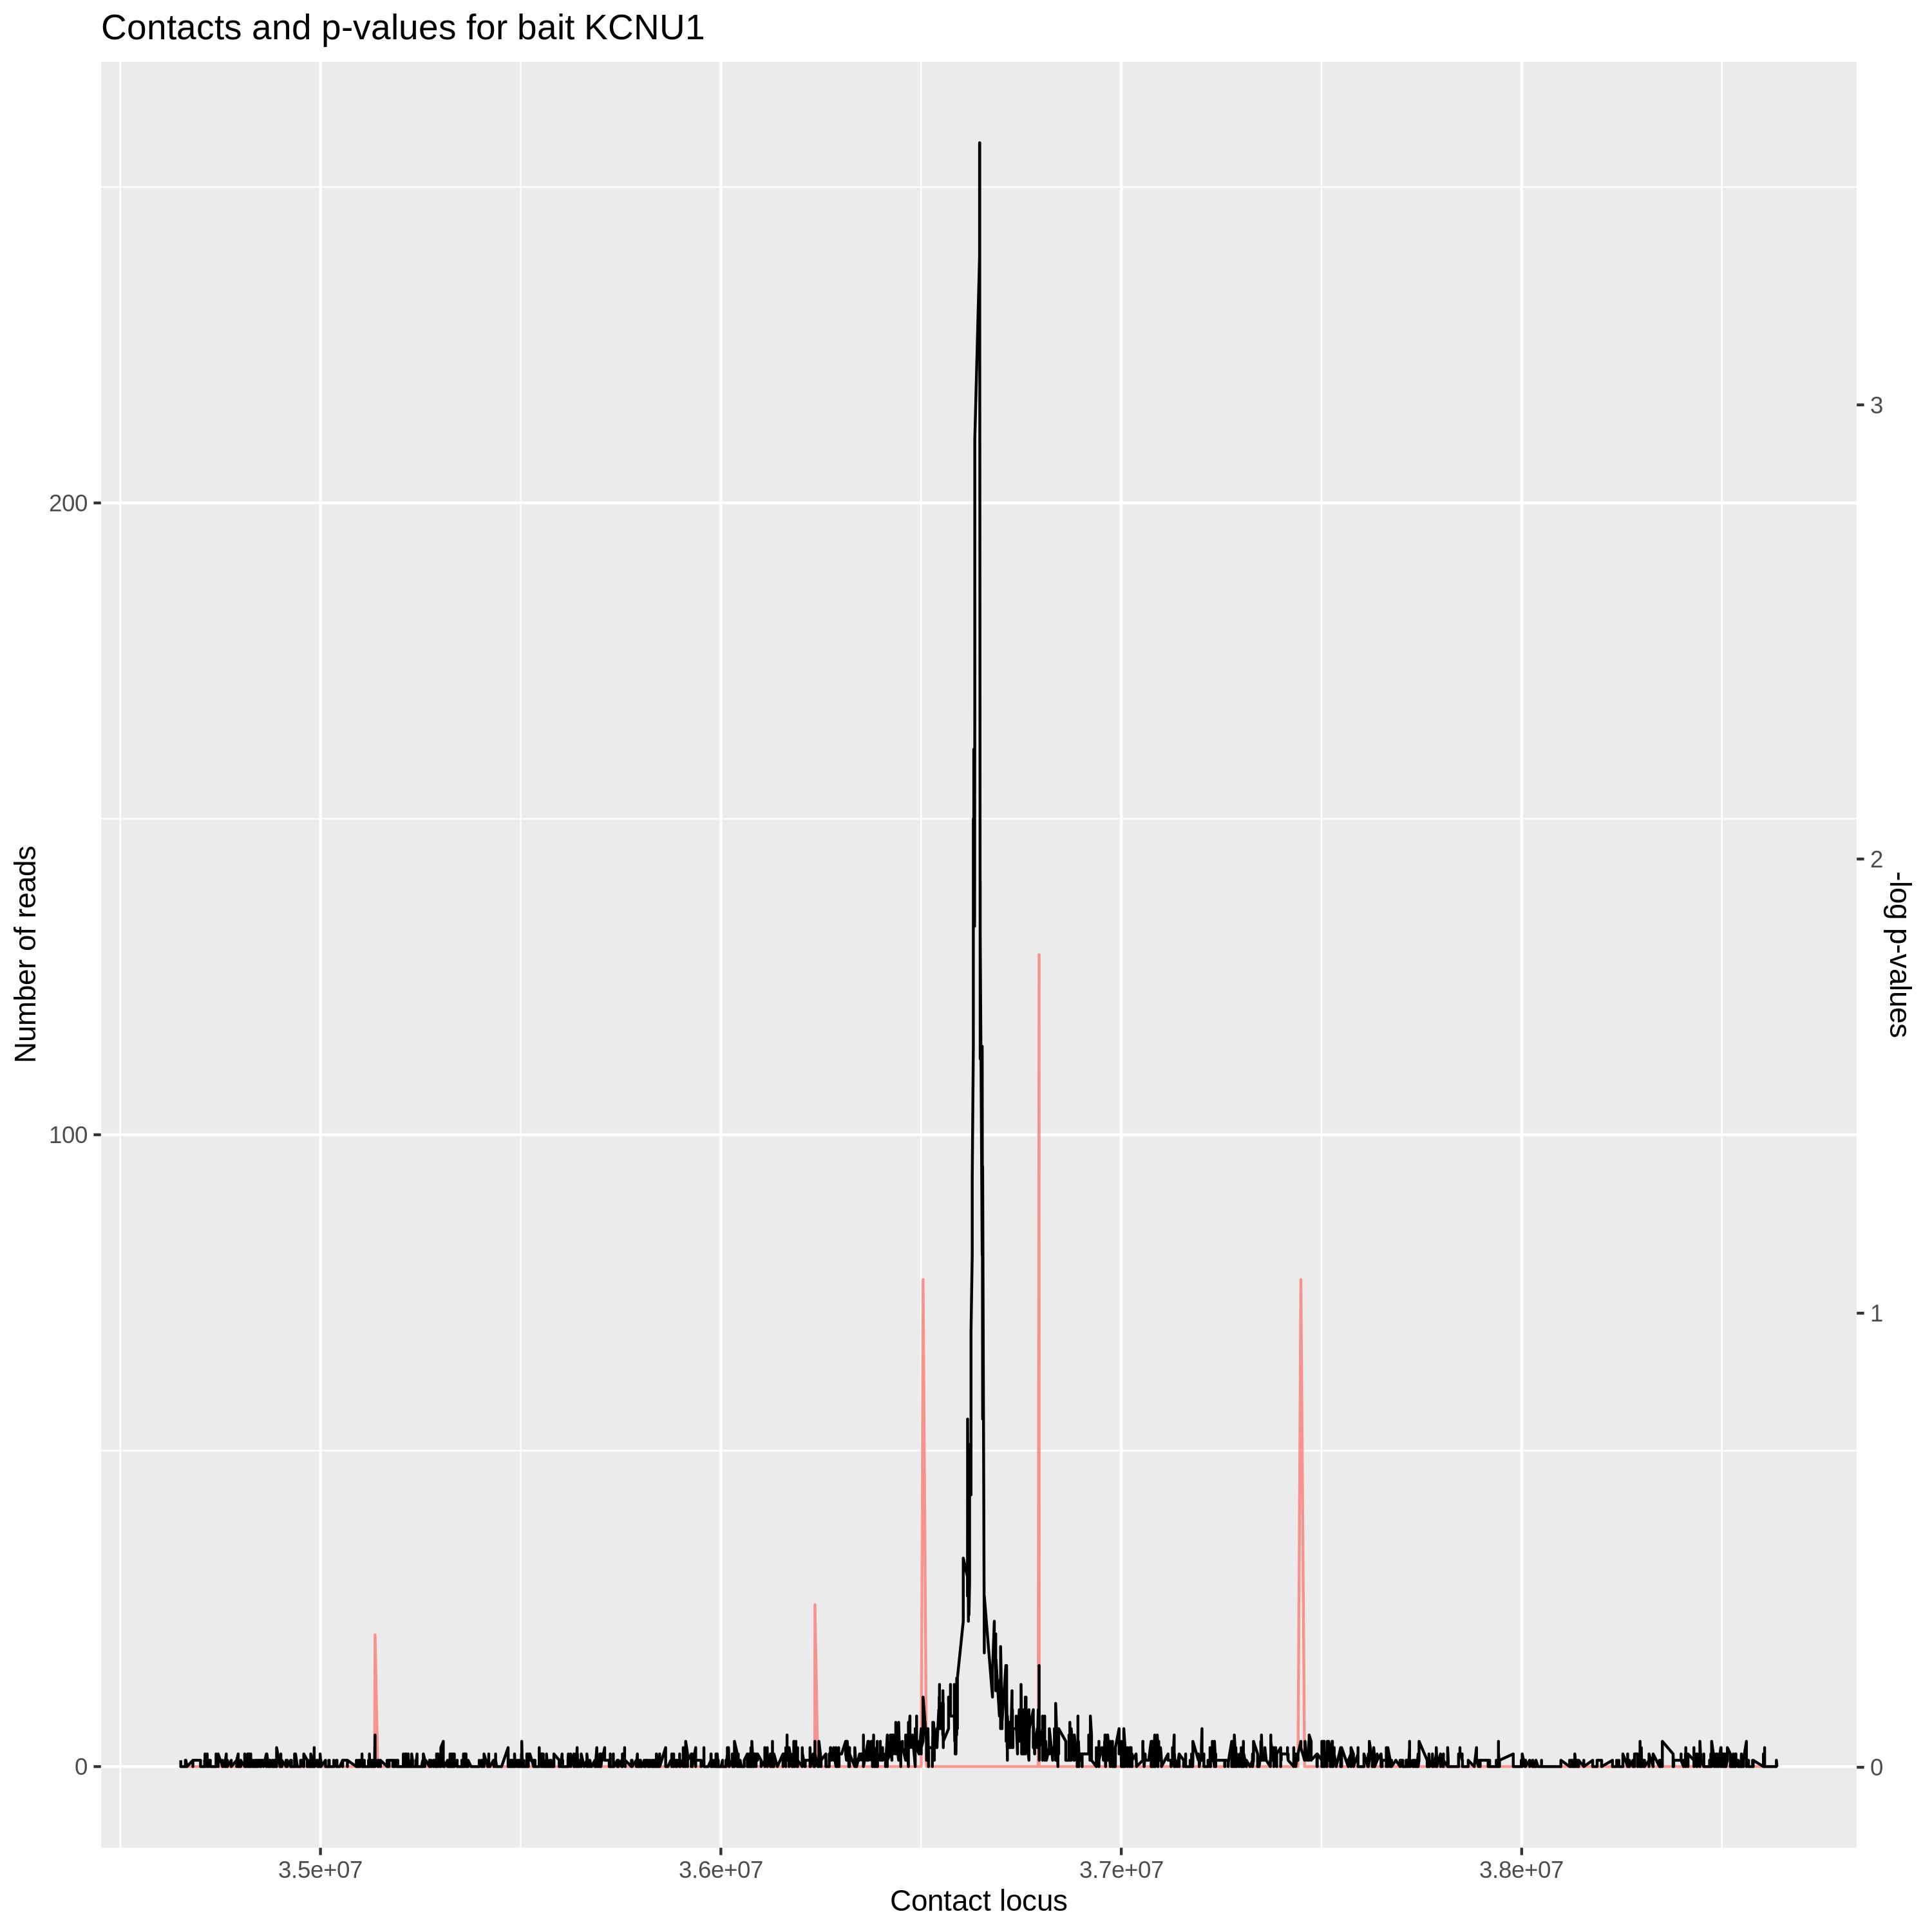 Contacts and p-values for bait KCNU1
Number of reads
200
100
0
3
2
1
0
-log p-values
3.5e+07
3.6e+07
3.7e+07
3.8e+07
Contact locus